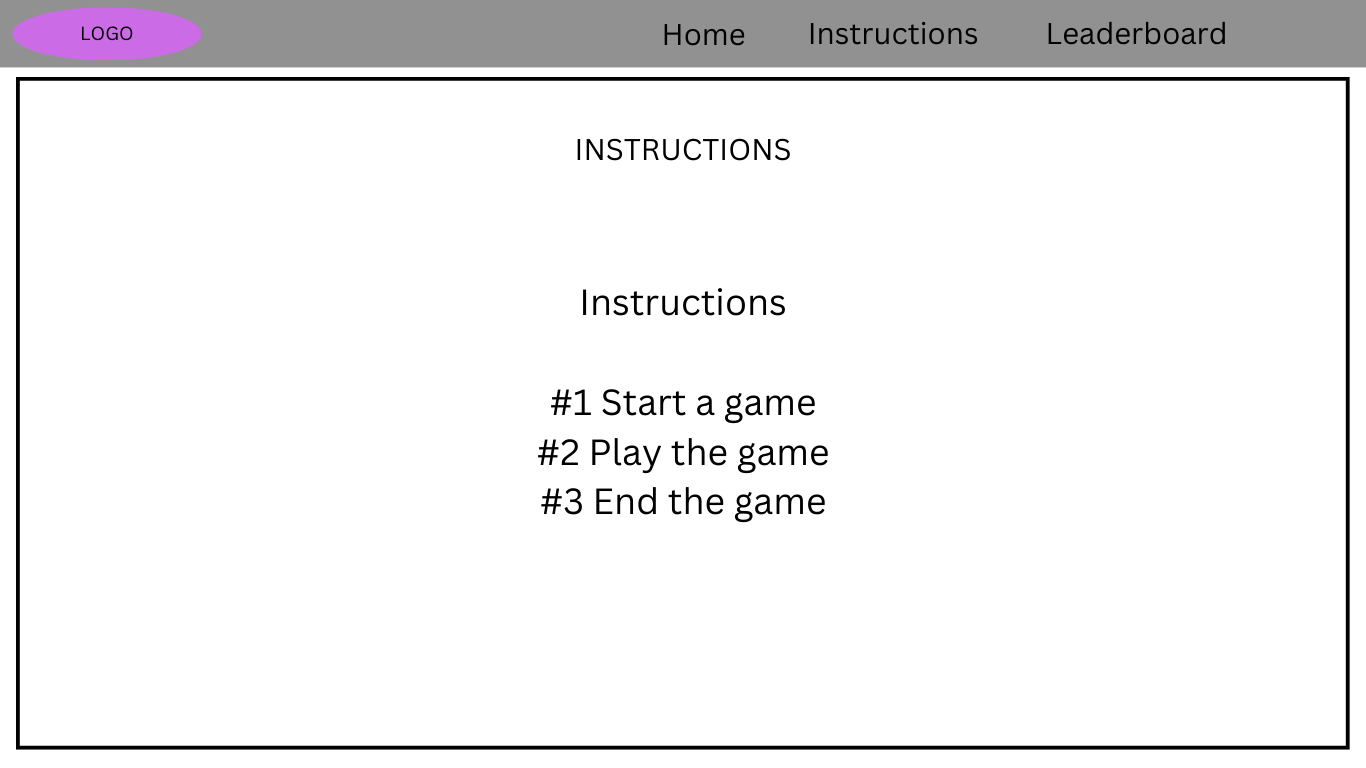 LOGO
Home Instructions Leaderboard
INSTRUCTIONS
Instructions
#1 Start a game
#2 Play the game
#3 End the game